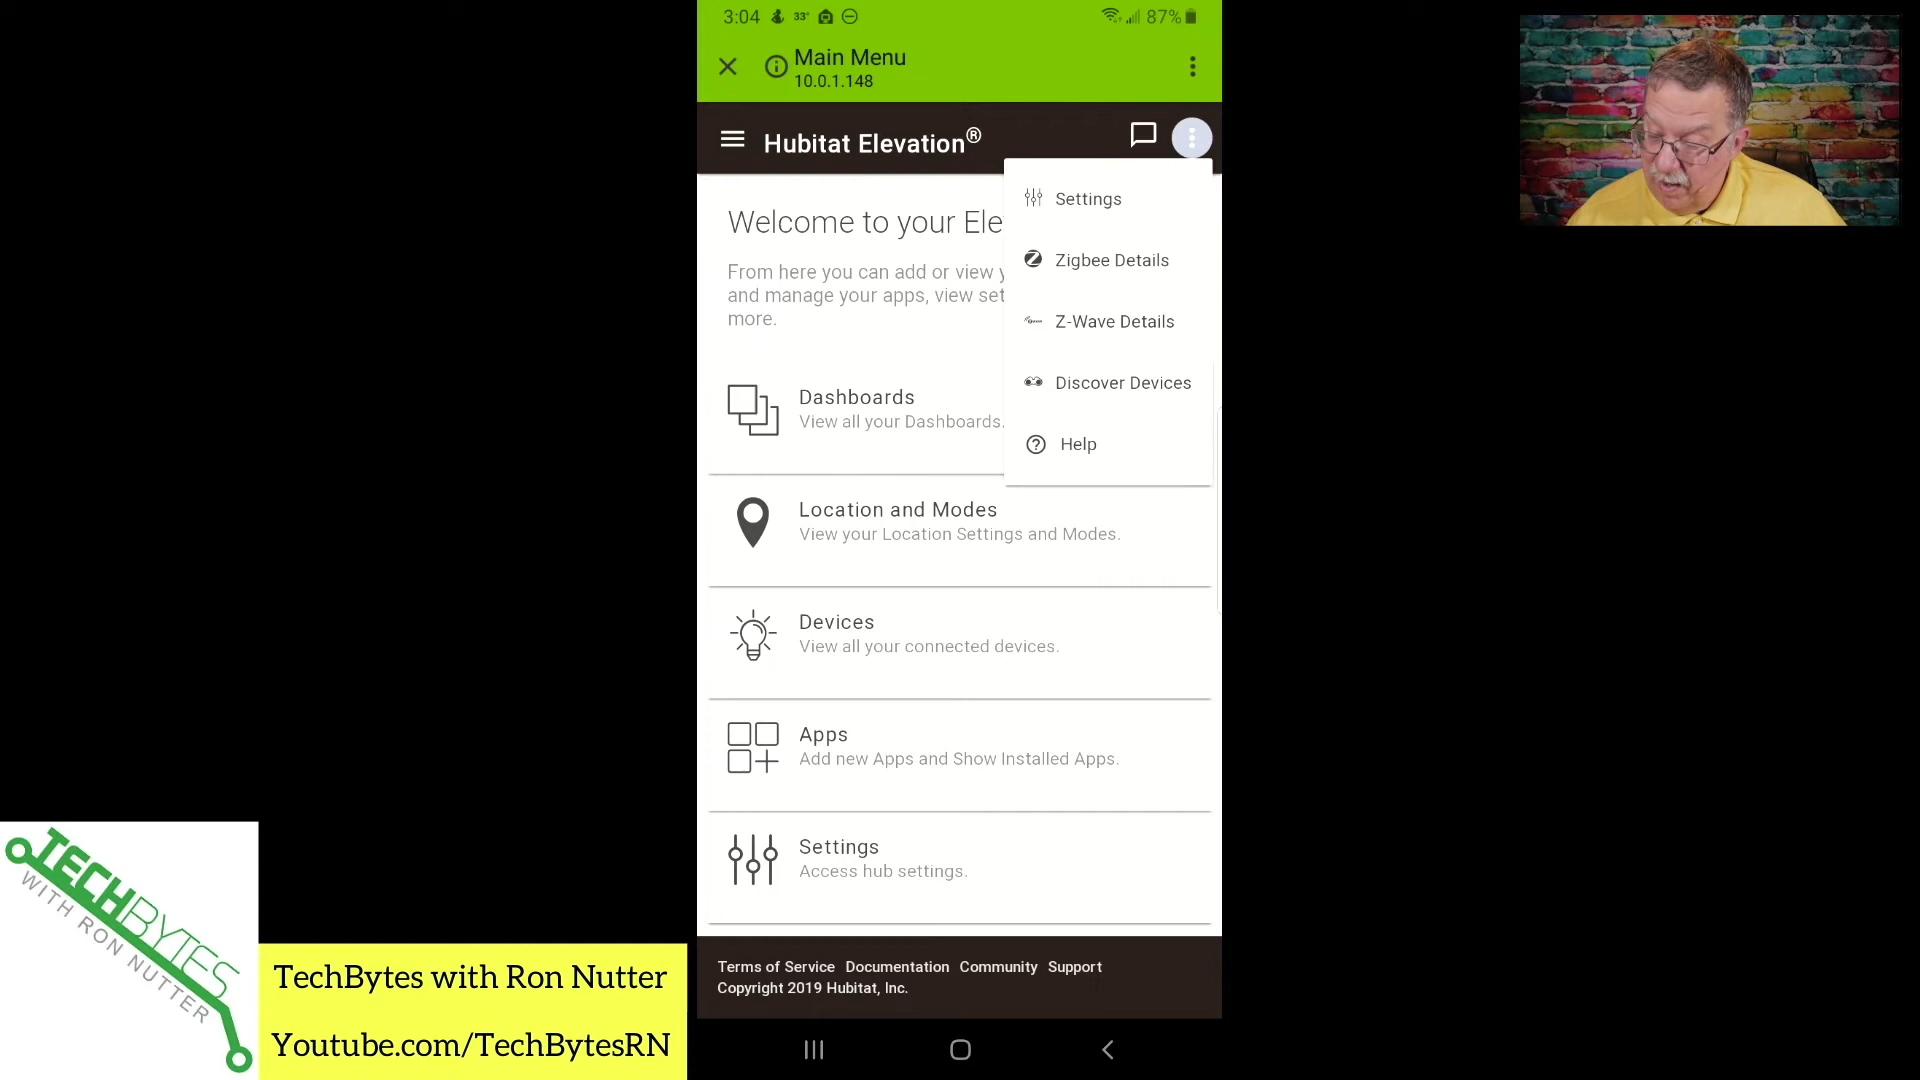 3:04
33°
87%
Main Menu
10.0.1.148
Hubitat Elevation®
Settings
Zigbee Details
Z-Wave Details
Discover Devices
Help
Welcome to your Ele
From here you can add or view y
and manage your apps, view set
more.
Dashboards
View all your Dashboards.
Location and Modes
View your Location Settings and Modes.
Devices
View all your connected devices.
Apps
Add new Apps and Show Installed Apps.
Settings
Access hub settings.
Terms of Service Documentation Community Support
Copyright 2019 Hubitat, Inc.
TECHBYTES
WITH RON NUTTER
TechBytes with Ron Nutter
Youtube.com/TechBytesRN